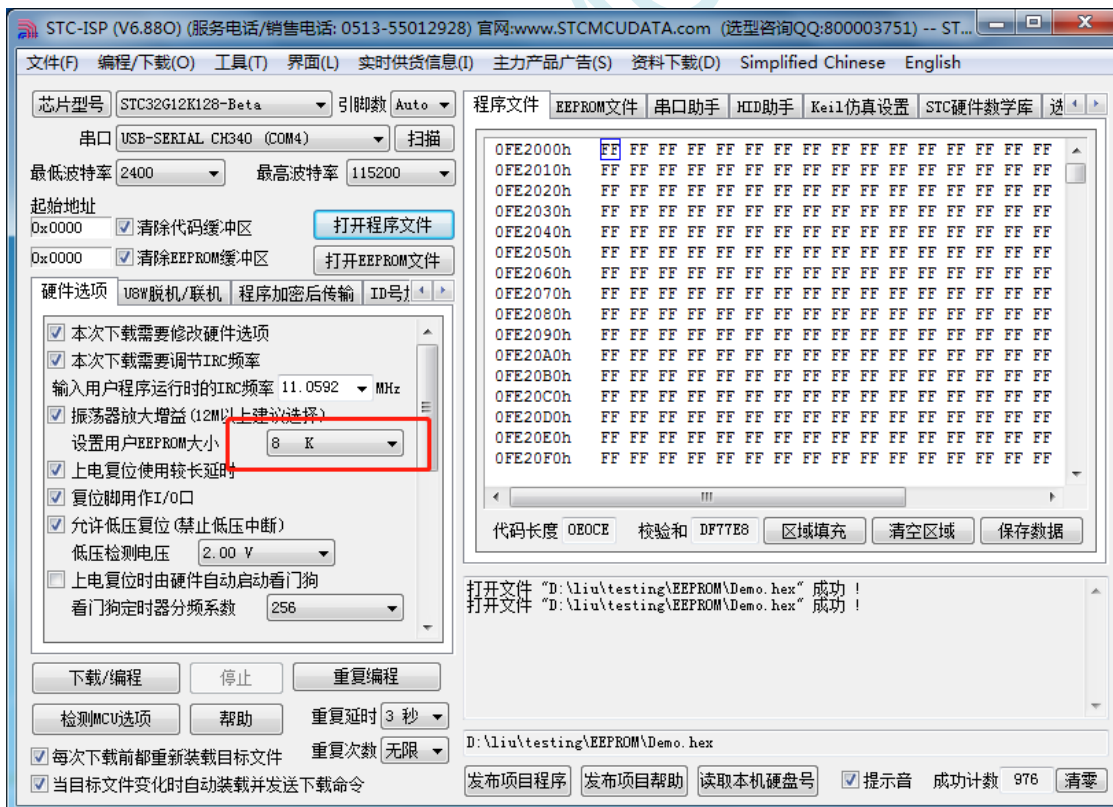 STC-ISP (V6.88O) (服务电话/销售电话: 0513-55012928) 官网:www.STCMCUDATA.com (选型咨询QQ:800003751) -- ST...
文件(F) 编程/下载(O) 工具(T) 界面(L) 实时供货信息(I) 主力产品广告(S) 资料下载(D) Simplified Chinese English
芯片型号 STC32G12K128-Beta 引脚数 Auto
串口 USB-SERIAL CH340 (COM4) 扫描
最低波特率 2400 最高波特率 115200
起始地址
0x0000 清除代码缓冲区 打开程序文件
0x0000 清除EEPROM缓冲区 打开EEPROM文件
硬件选项 U8W脱机/联机 程序加密后传输 ID号
本次下载需要修改硬件选项
本次下载需要调节IRC频率
输入用户程序运行时的IRC频率 11.0592 MHz
振荡器放大增益(12M以上建议选择)
设置用户EEPROM大小 8 K
上电复位使用较长延时
复位脚用作I/O口
允许低压复位(禁止低压中断)
低压检测电压 2.00 V
上电复位时由硬件自动启动看门狗
看门狗定时器分频系数 256
下载/编程 停止 重复编程
检测MCU选项 帮助 重复延时 3 秒
每次下载前都重新装载目标文件 重复次数 无限
当目标文件变化时自动装载并发送下载命令
程序文件 EEPROM文件 串口助手 HID助手 Keil仿真设置 STC硬件数学库 选
0FE2000h FF FF FF FF FF FF FF FF FF FF FF FF FF FF FF FF
0FE2010h FF FF FF FF FF FF FF FF FF FF FF FF FF FF FF FF
0FE2020h FF FF FF FF FF FF FF FF FF FF FF FF FF FF FF FF
0FE2030h FF FF FF FF FF FF FF FF FF FF FF FF FF FF FF FF
0FE2040h FF FF FF FF FF FF FF FF FF FF FF FF FF FF FF FF
0FE2050h FF FF FF FF FF FF FF FF FF FF FF FF FF FF FF FF
0FE2060h FF FF FF FF FF FF FF FF FF FF FF FF FF FF FF FF
0FE2070h FF FF FF FF FF FF FF FF FF FF FF FF FF FF FF FF
0FE2080h FF FF FF FF FF FF FF FF FF FF FF FF FF FF FF FF
0FE2090h FF FF FF FF FF FF FF FF FF FF FF FF FF FF FF FF
0FE20A0h FF FF FF FF FF FF FF FF FF FF FF FF FF FF FF FF
0FE20B0h FF FF FF FF FF FF FF FF FF FF FF FF FF FF FF FF
0FE20C0h FF FF FF FF FF FF FF FF FF FF FF FF FF FF FF FF
0FE20D0h FF FF FF FF FF FF FF FF FF FF FF FF FF FF FF FF
0FE20E0h FF FF FF FF FF FF FF FF FF FF FF FF FF FF FF FF
0FE20F0h FF FF FF FF FF FF FF FF FF FF FF FF FF FF FF FF
代码长度 0E0CE 校验和 DF77E8 区域填充 清空区域 保存数据
打开文件 "D:\liu\testing\EEPROM\Demo.hex" 成功 !
打开文件 "D:\liu\testing\EEPROM\Demo.hex" 成功 !
D:\liu\testing\EEPROM\Demo.hex
发布项目程序 发布项目帮助 读取本机硬盘号 提示音 成功计数 976 清零